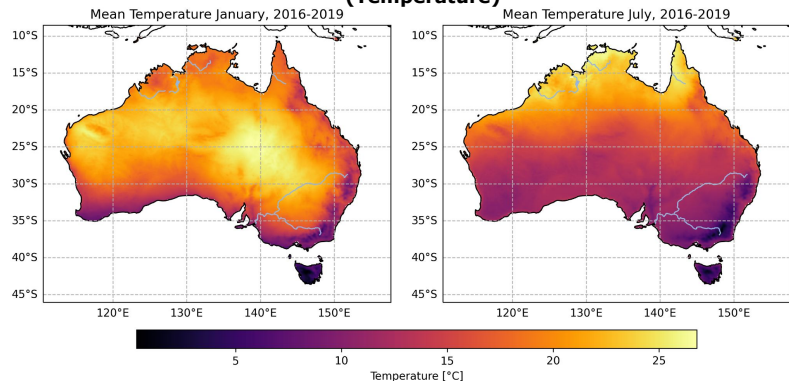 (Temperature)
Mean Temperature January, 2016-2019
Mean Temperature July, 2016-2019
10°S
15°S
20°S
25°S
30°S
35°S
40°S
45°S
120°E 130°E 140°E 150°E
10°S
15°S
20°S
25°S
30°S
35°S
40°S
45°S
120°E 130°E 140°E 150°E
5 10 15 20 25
Temperature [°C]